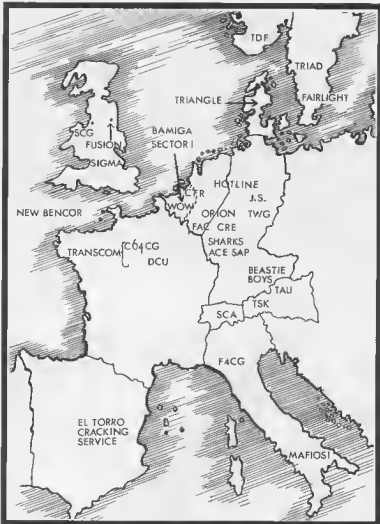 TDF
TRIAD
TRIANGLE
FAIRLIGHT
SCG
FUSION
BAMIGA
SECTOR I
SIGMA
CTR
HOTLINE
J.S.
NEW BENCOR
WOW
ORION
TWG
FAC CRE
TRANSCOM
C64CG
SHARKS
DCU
ACE SAP
BEASTIE
BOYS
TAU
TSK
SCA
F4CG
EL TORRO
CRACKING
SERVICE
MAFIOSI